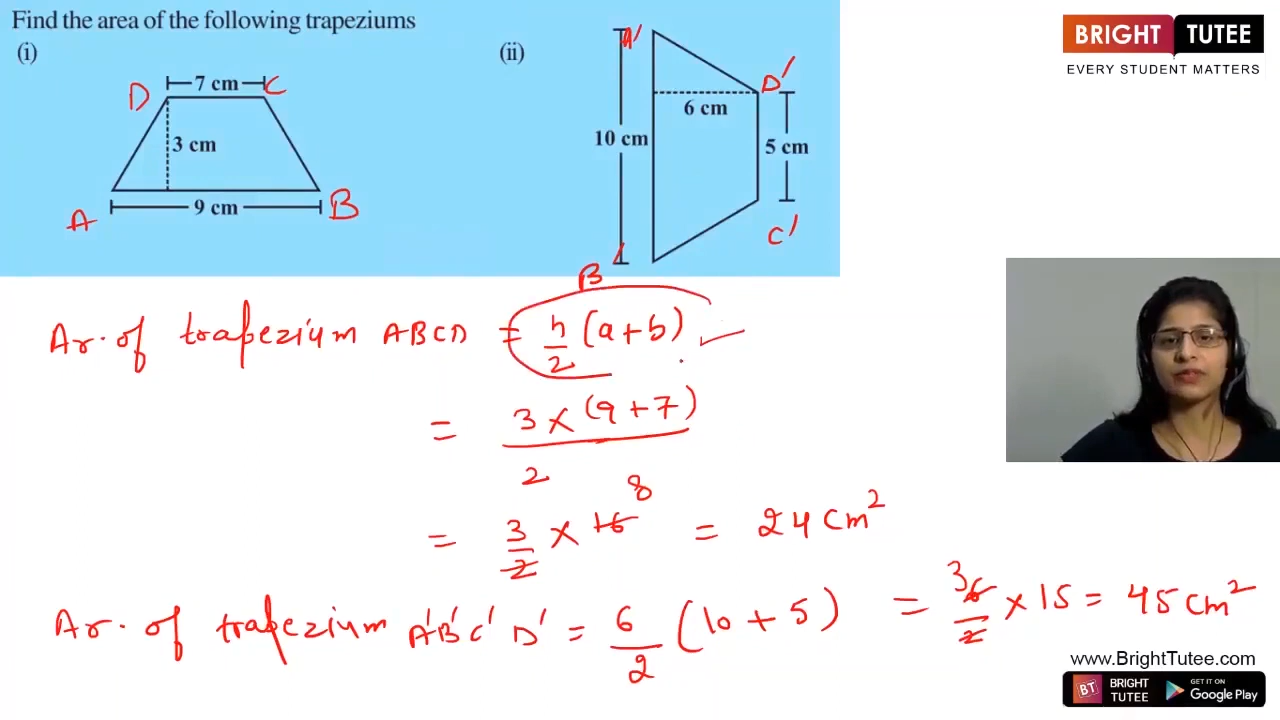 Find the area of the following trapeziums
(i)
(ii)
7 cm
D
C
3 cm
A
9 cm
B
A'
D'
6 cm
10 cm
5 cm
C'
B'
Ar. of trapezium ABCD = h/2 (a+b)
= 3 × (9+7) / 2
= 3/2 × 16 8 = 24 cm²
Ar. of trapezium A'B'C'D' = 6/2 (10+5) = 3 6/2 × 15 = 45 cm²
BRIGHT TUTEE
EVERY STUDENT MATTERS
www.BrightTutee.com
BT BRIGHT TUTEE GET IT ON Google Play